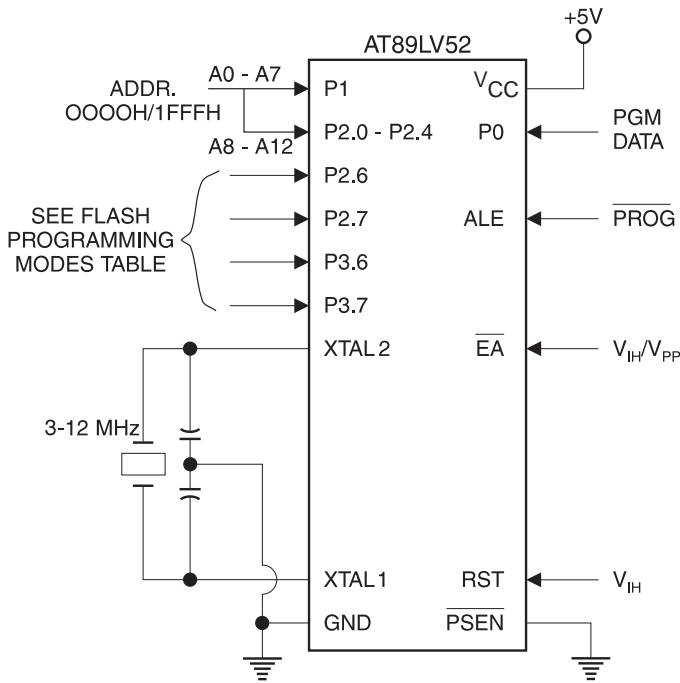 +5V
AT89LV52
A0 - A7
ADDR.
OOOOH/1FFFH
P1
VCC
A8 - A12
P2.0 - P2.4
P0
PGM
DATA
P2.6
SEE FLASH
PROGRAMMING
MODES TABLE
P2.7
ALE
PROG
P3.6
P3.7
XTAL2
EA
VIH/VPP
3-12 MHz
XTAL1
RST
VIH
GND
PSEN